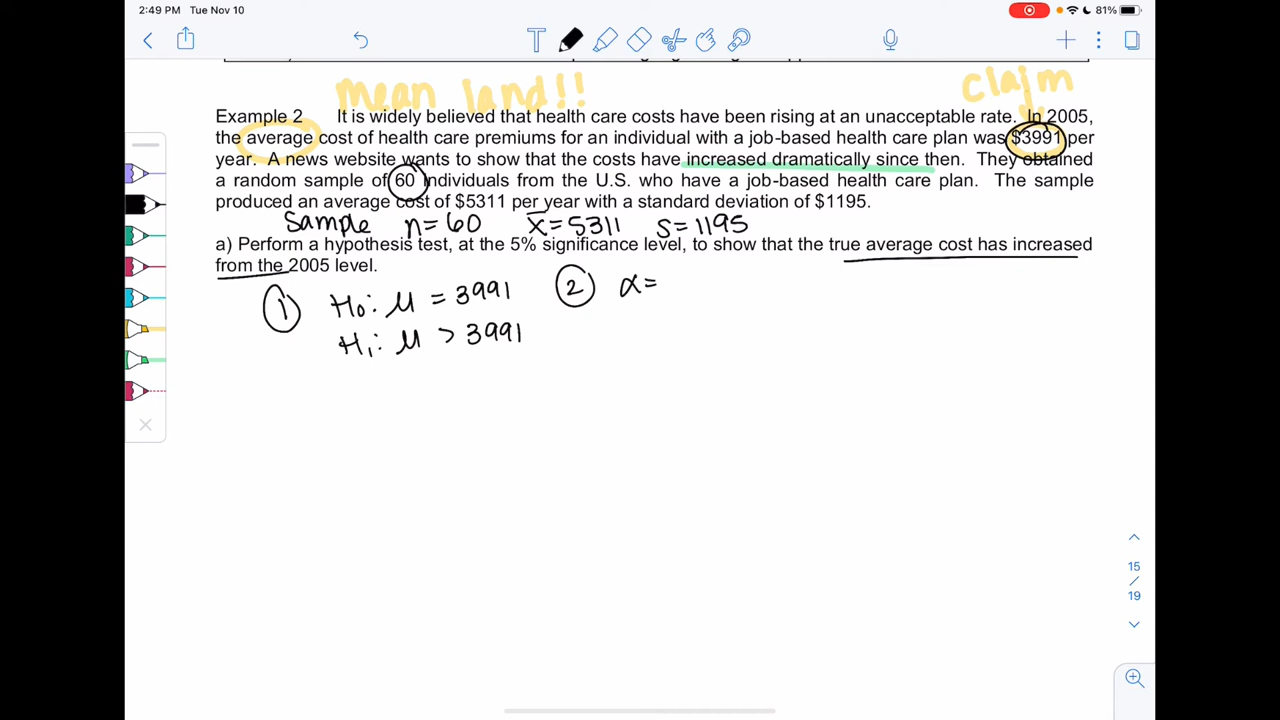 2:49 PM Tue Nov 10
81%
T
mean land!!
claim
Example 2 It is widely believed that health care costs have been rising at an unacceptable rate. In 2005,
the average cost of health care premiums for an individual with a job-based health care plan was $3991 per
year. A news website wants to show that the costs have increased dramatically since then. They obtained
a random sample of 60 individuals from the U.S. who have a job-based health care plan. The sample
produced an average cost of $5311 per year with a standard deviation of $1195.
Sample n=60 x̄=5311 s=1195
a) Perform a hypothesis test, at the 5% significance level, to show that the true average cost has increased
from the 2005 level.
1 H₀: μ = 3991 2 α=
H₁: μ > 3991
15
/
19